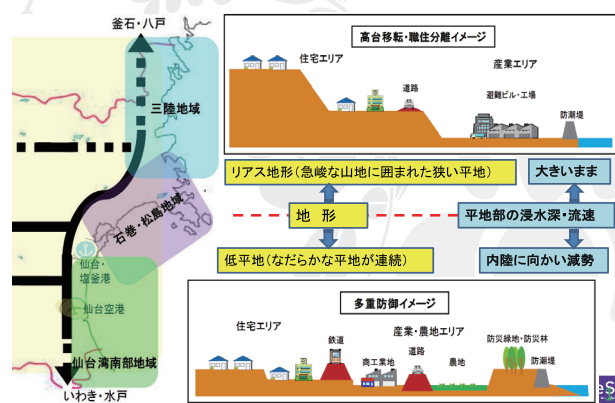 釜石・八戸
三陸地域
石巻・松島地域
仙台・
塩釜港
仙台空港
仙台湾南部地域
いわき・水戸
高台移転・職住分離イメージ
住宅エリア
産業エリア
道路
避難ビル・工場
防潮堤
リアス地形(急峻な山地に囲まれた狭い平地)
大きいまま
地 形
平地部の浸水深・流速
低平地(なだらかな平地が連続)
内陸に向かい減勢
多重防御イメージ
住宅エリア
産業・農地エリア
鉄道
商工業地
道路
農地
防災緑地・防災林
防潮堤
eS